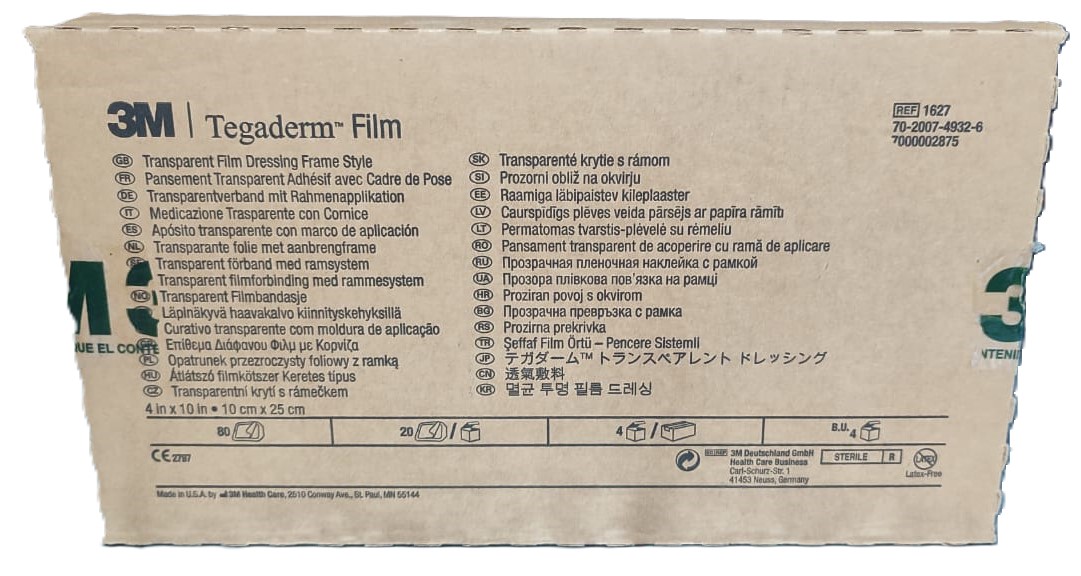 3M | Tegaderm™ Film
REF 1627
70-2007-4932-6
7000002875
GB Transparent Film Dressing Frame Style
FR Pansement Transparent Adhésif avec Cadre de Pose
DE Transparentverband mit Rahmenapplikation
IT Medicazione Trasparente con Cornice
ES Apósito transparente con marco de aplicación
NL Transparante folie met aanbrengframe
Transparent förband med ramsystem
Transparent filmforbinding med rammesystem
NO Transparent Filmbandasje
Läpinäkyvä haavakalvo kiinnityskehyksillä
Curativo transparente com moldura de aplicação
Επίθεμα Διάφανου Φιλμ με Κορνίζα
PL Opatrunek przezroczysty foliowy z ramką
HU Átlátszó filmkötszer Keretes típus
CZ Transparentní krytí s rámečkem
SK Transparenté krytie s rámom
SI Prozorni obliž na okvirju
EE Raamiga läbipaistev kileplaaster
LV Caurspīdīgs plēves veida pārsējs ar papīra rāmīti
LT Permatomas tvarstis-plėvelė su rėmeliu
RO Pansament transparent de acoperire cu ramă de aplicare
RU Прозрачная пленочная наклейка с рамкой
UA Прозора плівкова пов'язка на рамці
HR Proziran povoj s okvirom
BG Прозрачна превръзка с рамка
RS Prozirna prekrivka
TR Şeffaf Film Örtü – Pencere Sistemli
JP テガダーム™ トランスペアレント ドレッシング
CN 透氣敷料
KR 멸균 투명 필름 드레싱
4 in x 10 in • 10 cm x 25 cm
80
20 /
4 /
B.U. 4
CE 2797
EC REP 3M Deutschland GmbH
Health Care Business
Carl-Schurz-Str. 1
41453 Neuss, Germany
STERILE R
LATEX
Latex-Free
Made in U.S.A. by 3M Health Care, 2510 Conway Ave., St. Paul, MN 55144
M 3
UE EL CONTE
3
NTENI